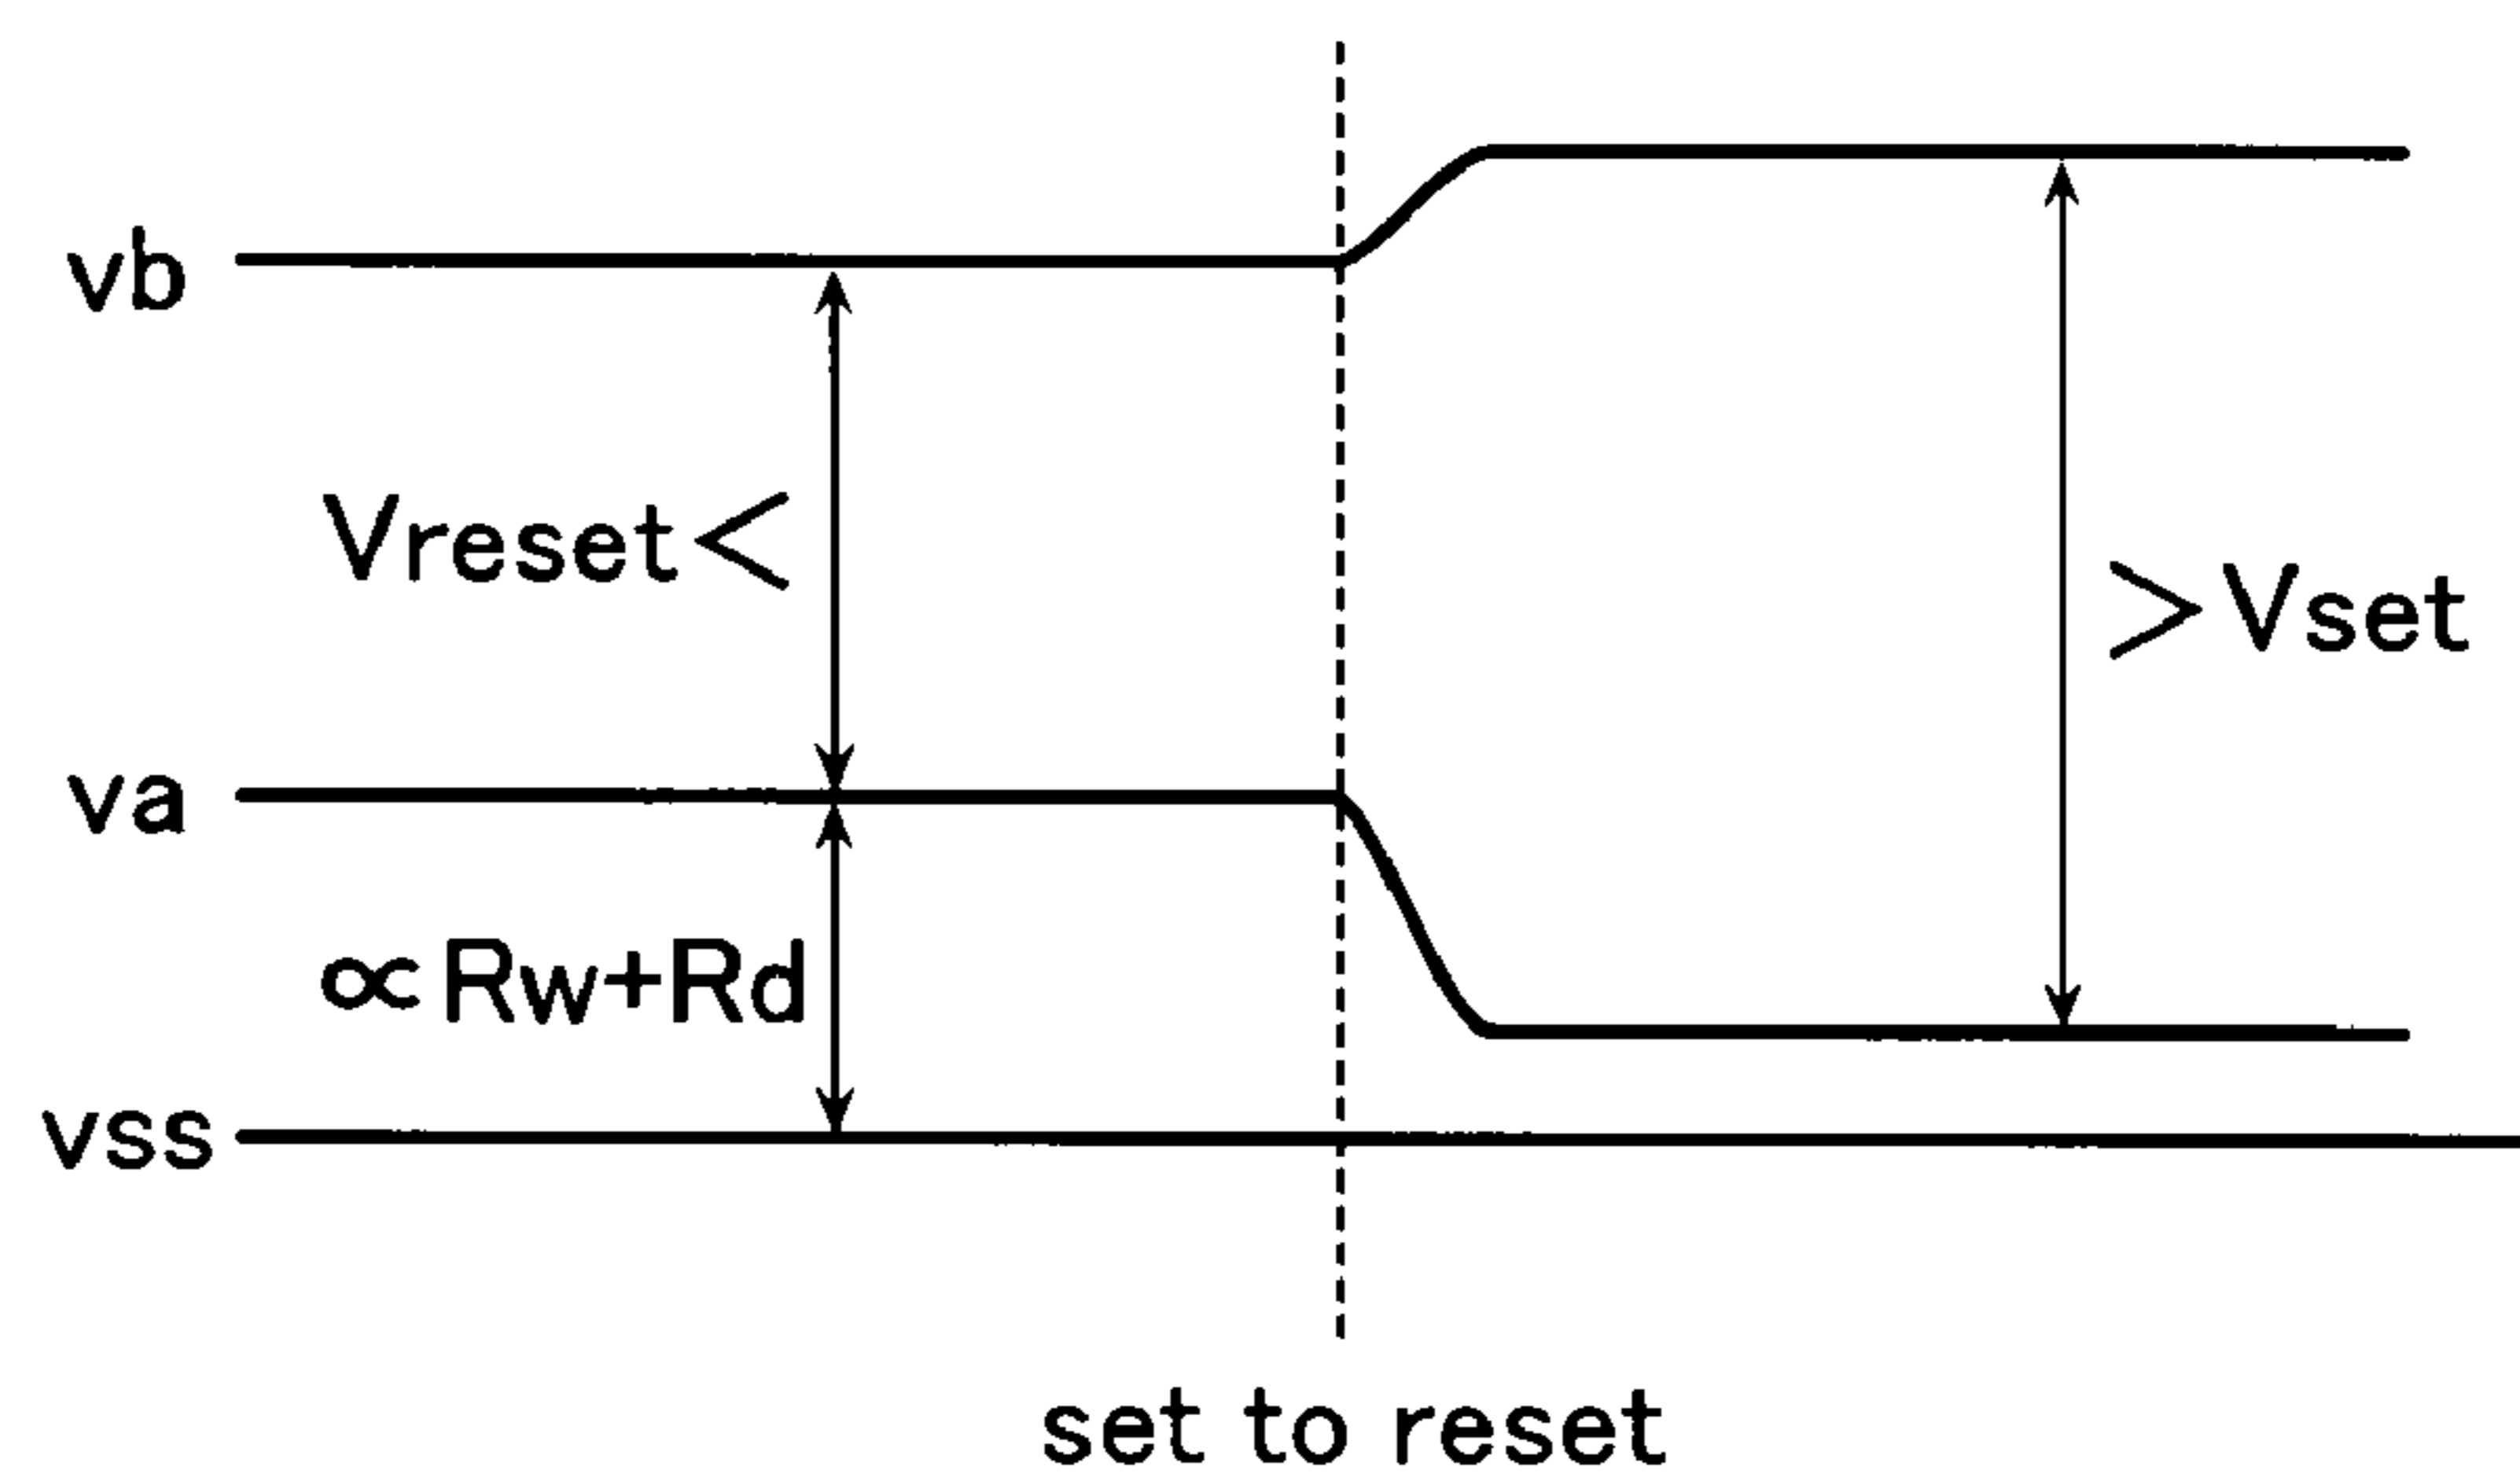 vb
Vreset<
>Vset
va
∝Rw+Rd
vss
set to reset